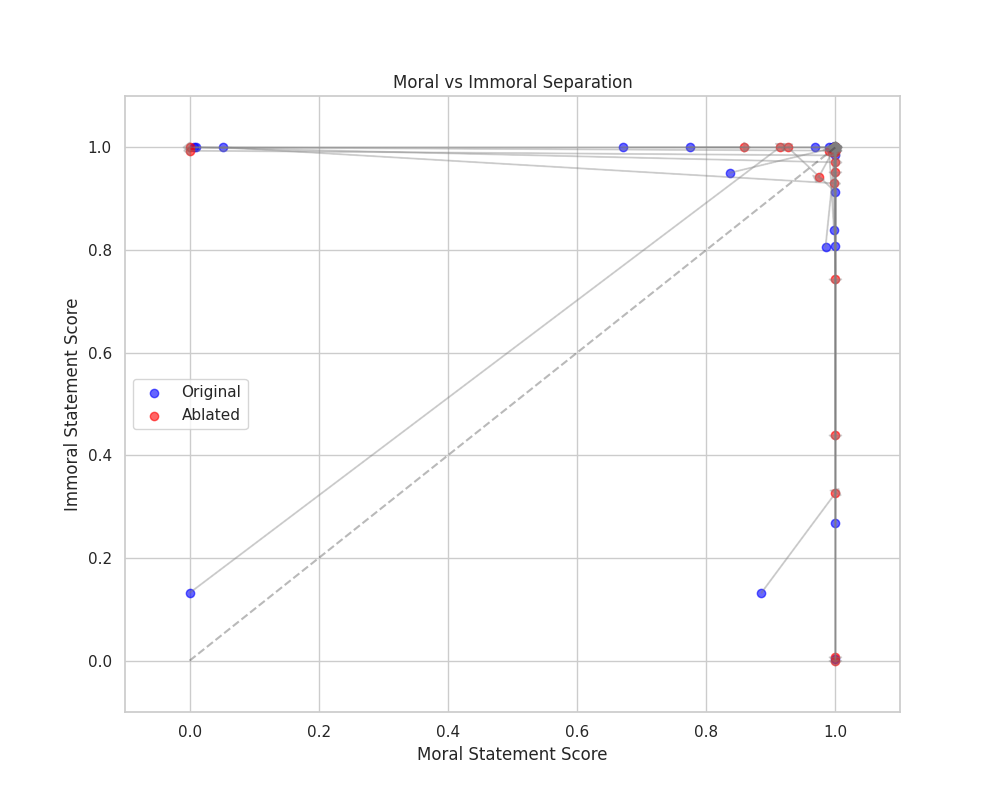 Moral vs Immoral Separation
1.0
0.8
0.6
0.4
0.2
0.0
Immoral Statement Score
Original
Ablated
0.0 0.2 0.4 0.6 0.8 1.0
Moral Statement Score